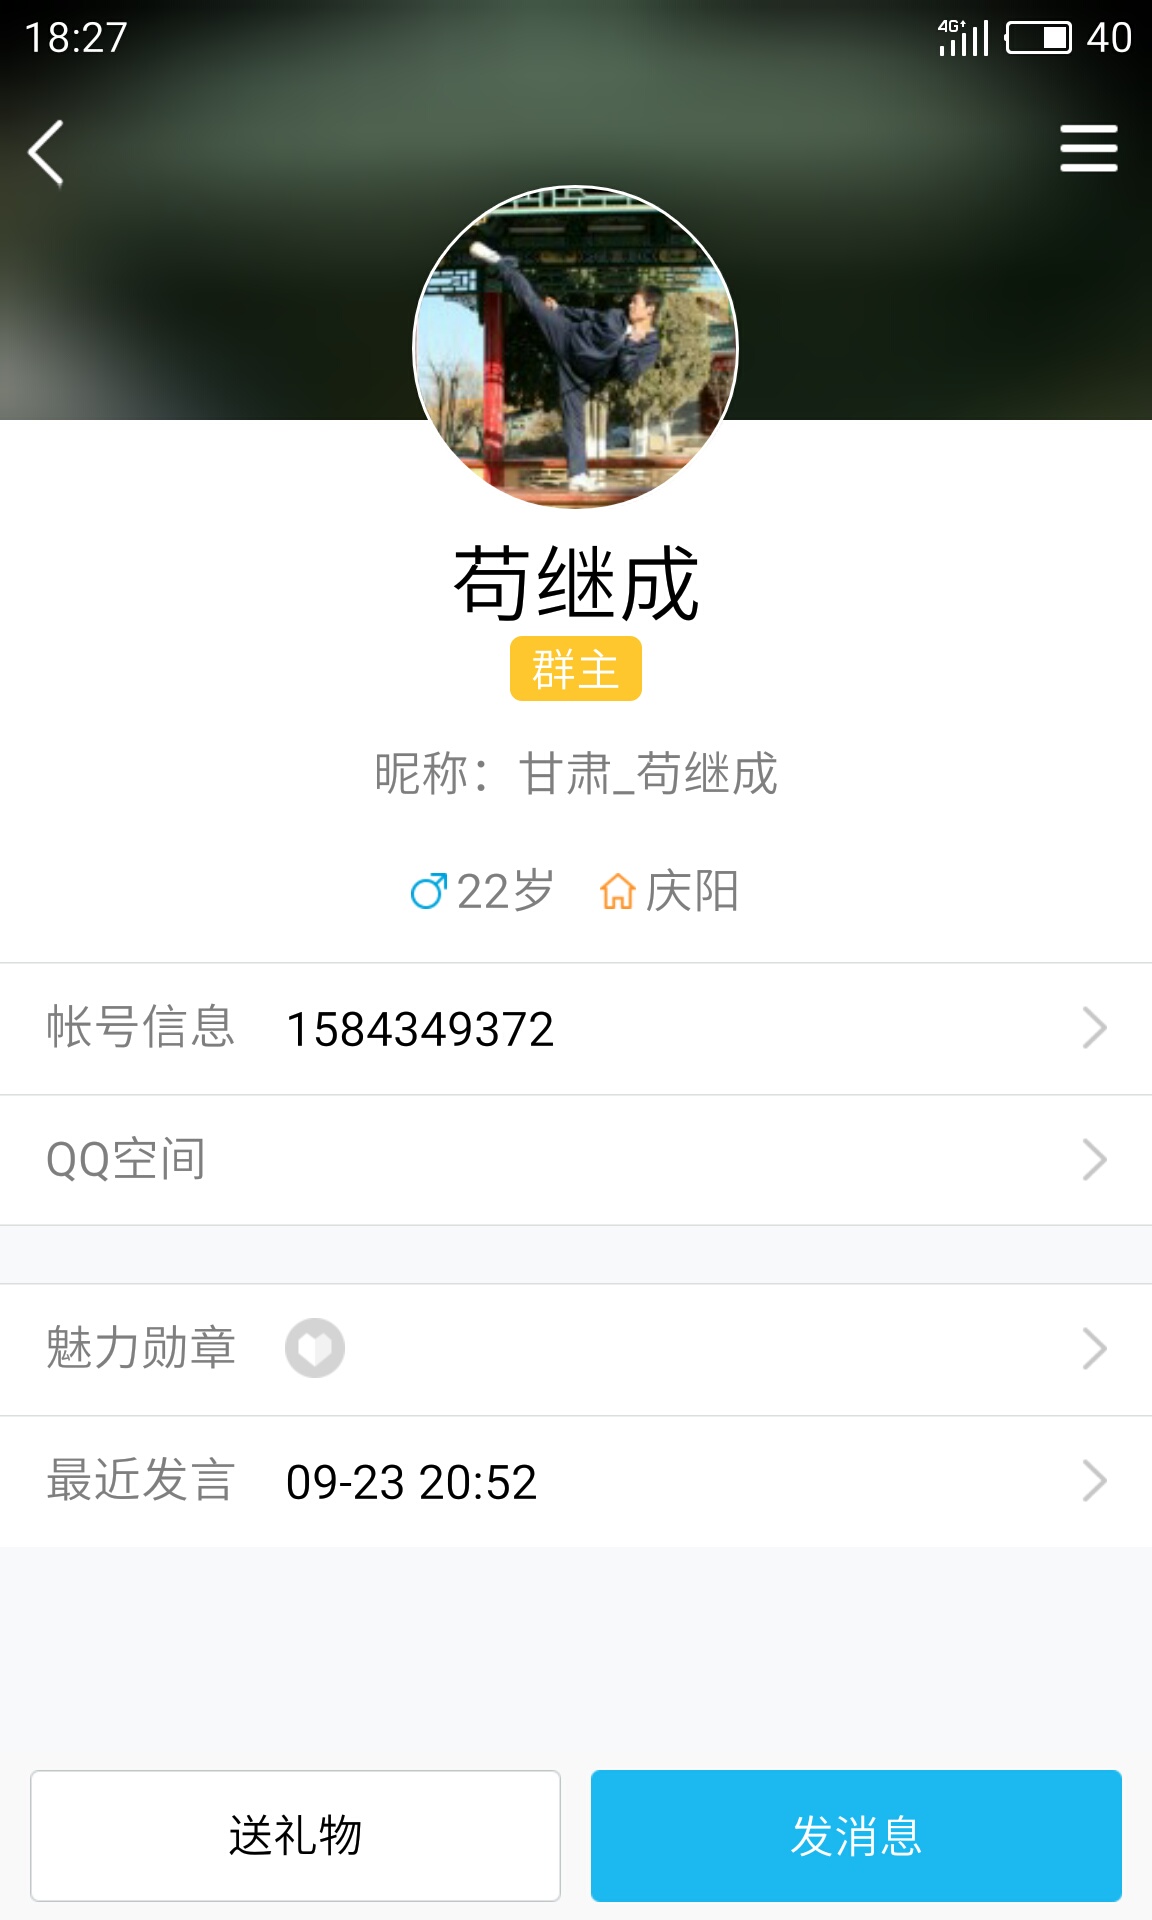 18:27 4G 40
苟继成
群主
昵称：甘肃_苟继成
22岁 庆阳
帐号信息 1584349372
QQ空间
魅力勋章
最近发言 09-23 20:52
送礼物 发消息